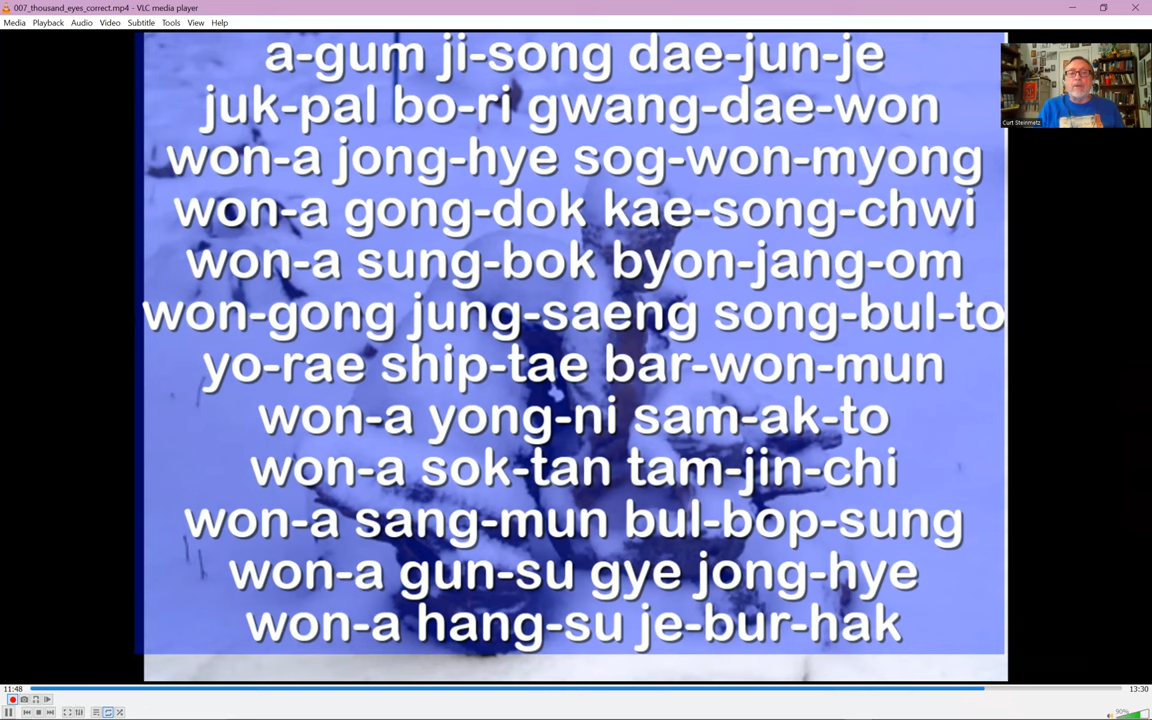 007_thousand_eyes_correct.mp4 - VLC media player
Media Playback Audio Video Subtitle Tools View Help
a-gum ji-song dae-jun-je
juk-pal bo-ri gwang-dae-won
won-a jong-hye sog-won-myong
won-a gong-dok kae-song-chwi
won-a sung-bok byon-jang-om
won-gong jung-saeng song-bul-to
yo-rae ship-tae bar-won-mun
won-a yong-ni sam-ak-to
won-a sok-tan tam-jin-chi
won-a sang-mun bul-bop-sung
won-a gun-su gye jong-hye
won-a hang-su je-bur-hak
Curt Steinmetz
11:48
13:30
90%